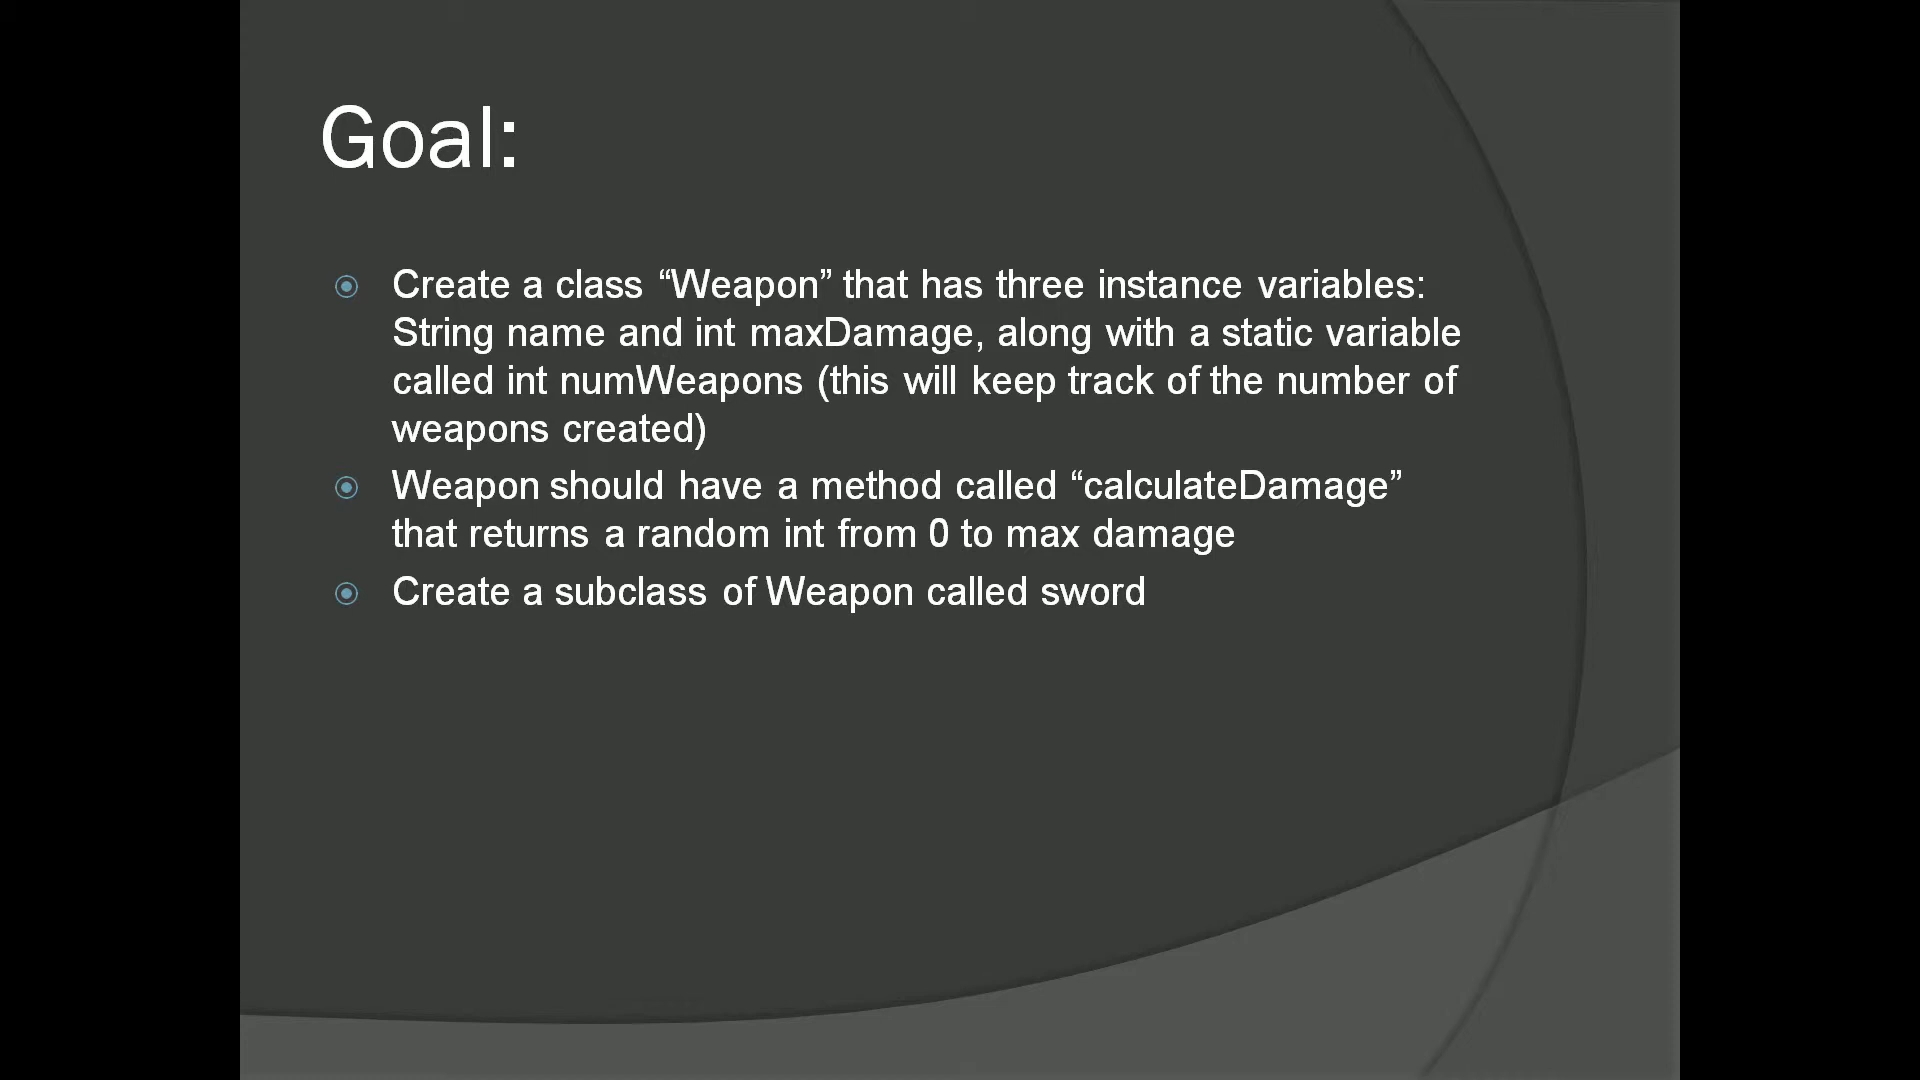 Goal:
Create a class “Weapon” that has three instance variables:
String name and int maxDamage, along with a static variable
called int numWeapons (this will keep track of the number of
weapons created)
Weapon should have a method called “calculateDamage”
that returns a random int from 0 to max damage
Create a subclass of Weapon called sword